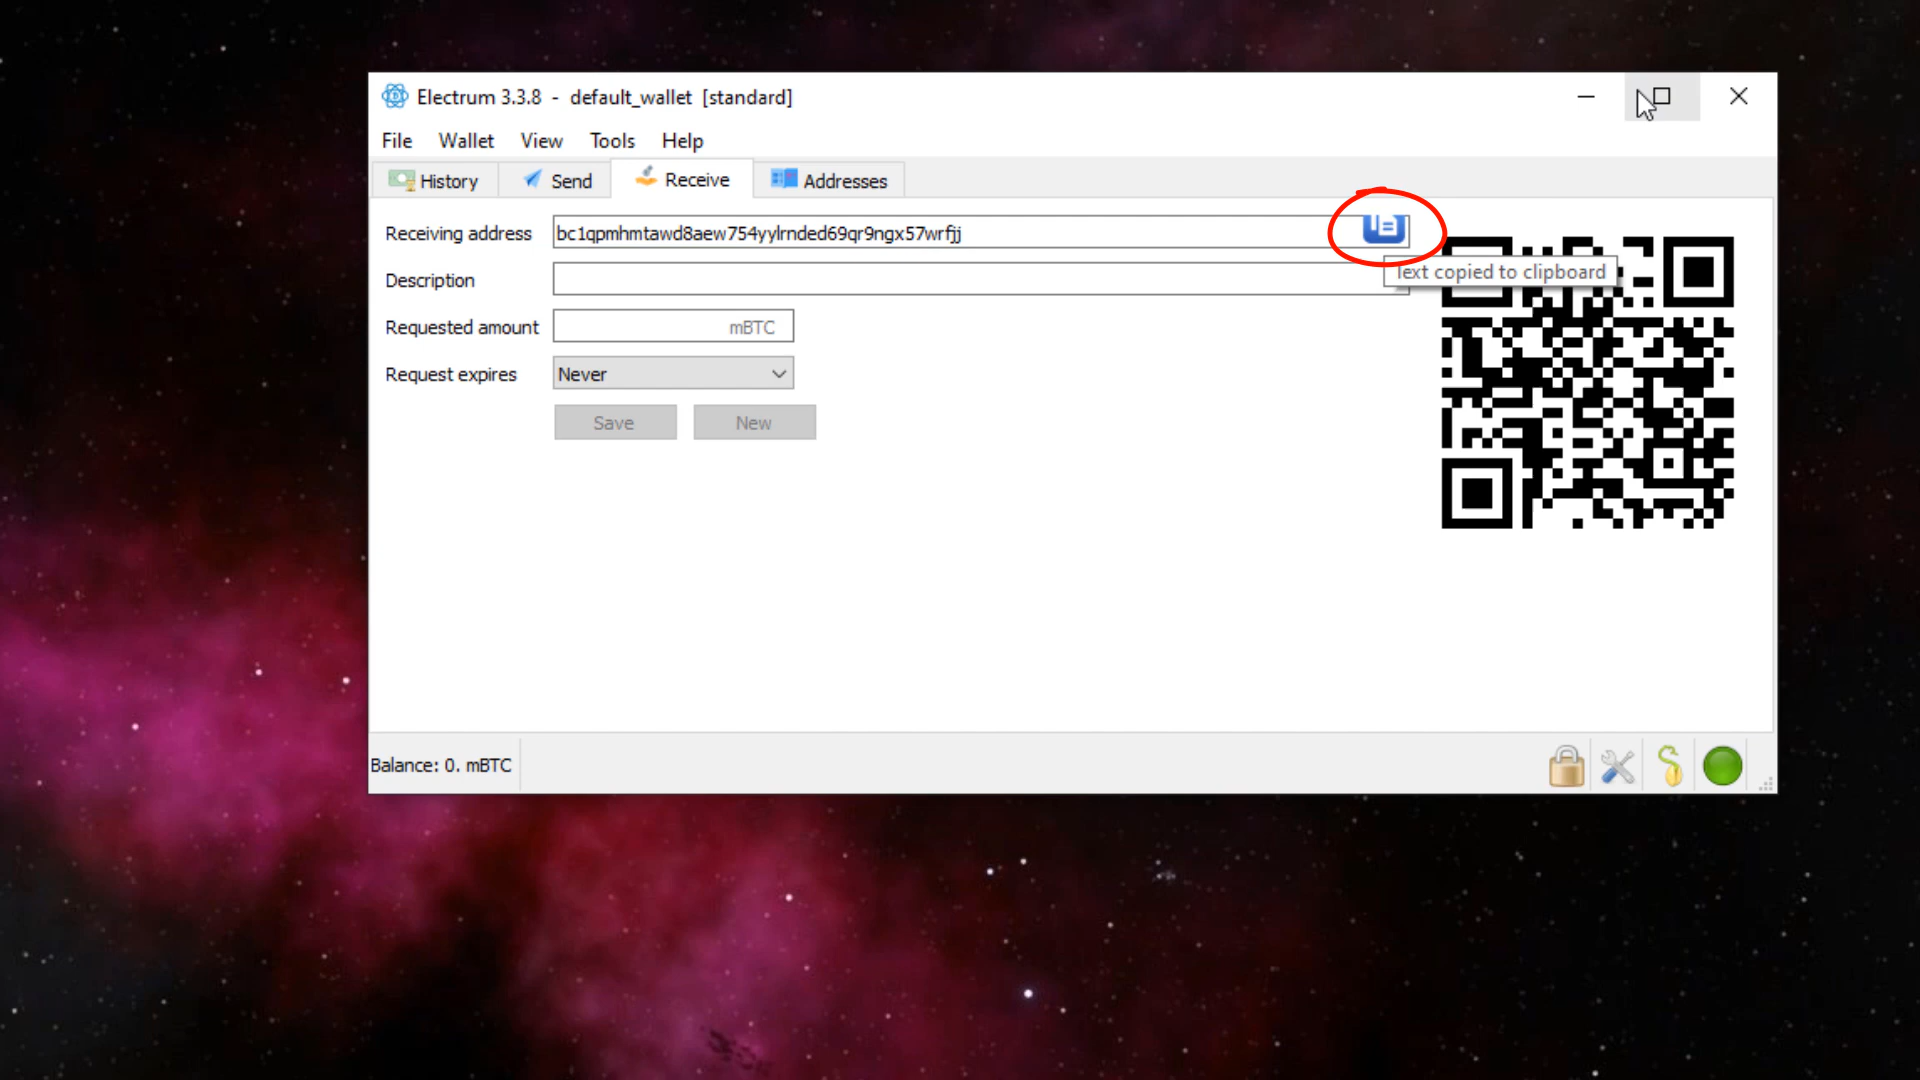 Electrum 3.3.8 - default_wallet [standard]
File Wallet View Tools Help
History Send Receive Addresses
Receiving address bc1qpmhmtawd8aew754yylrnded69qr9ngx57wrfjj
Text copied to clipboard
Description
Requested amount mBTC
Request expires Never
Save New
Balance: 0. mBTC